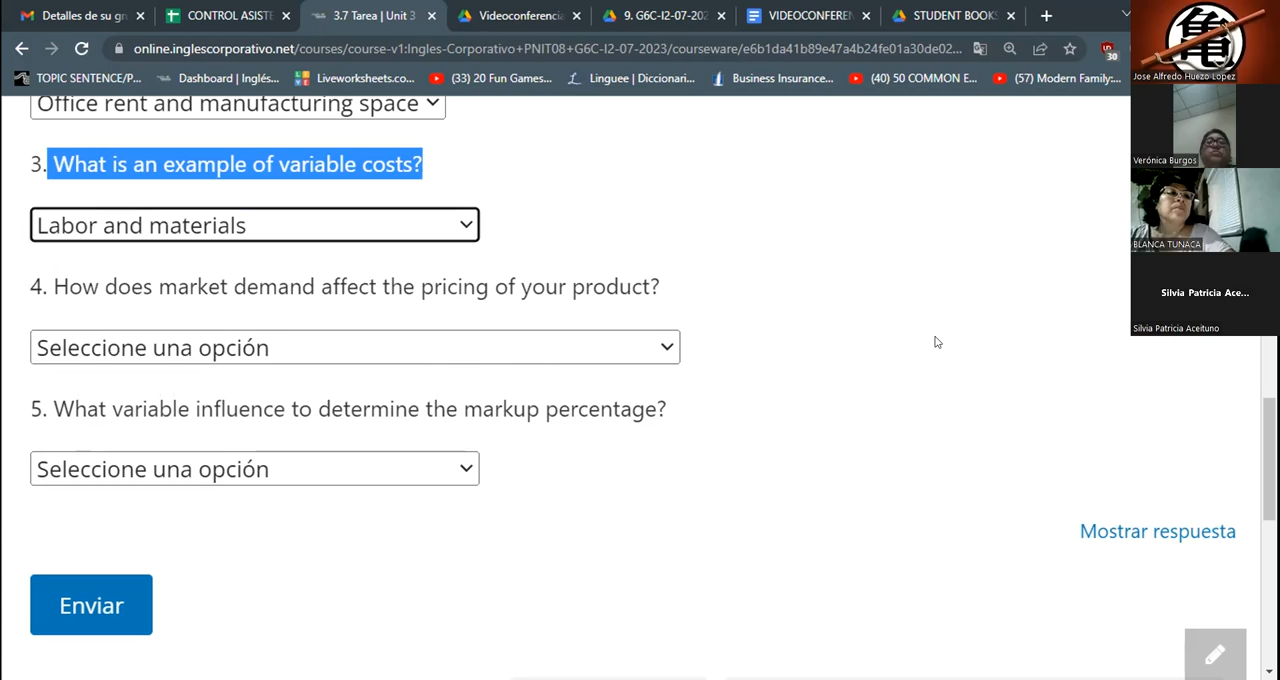 Detalles de su gr
CONTROL ASISTE
3.7 Tarea | Unit 3
Videoconferencia
9. G6C-I2-07-202
VIDEOCONFEREN
STUDENT BOOKS
online.inglescorporativo.net/courses/course-v1:Ingles-Corporativo+PNIT08+G6C-I2-07-2023/courseware/e6b1da41b89e47a4b24fe01a30de02...
30
TOPIC SENTENCE/P...
Dashboard | Inglés...
Liveworksheets.co...
(33) 20 Fun Games...
Linguee | Diccionari...
Business Insurance...
(40) 50 COMMON E...
(57) Modern Family:...
Jose Alfredo Huezo Lopez
Verónica Burgos
BLANCA TUNACA
Silvia Patricia Ace...
Silvia Patricia Aceituno
Office rent and manufacturing space
3. What is an example of variable costs?
Labor and materials
4. How does market demand affect the pricing of your product?
Seleccione una opción
5. What variable influence to determine the markup percentage?
Seleccione una opción
Mostrar respuesta
Enviar